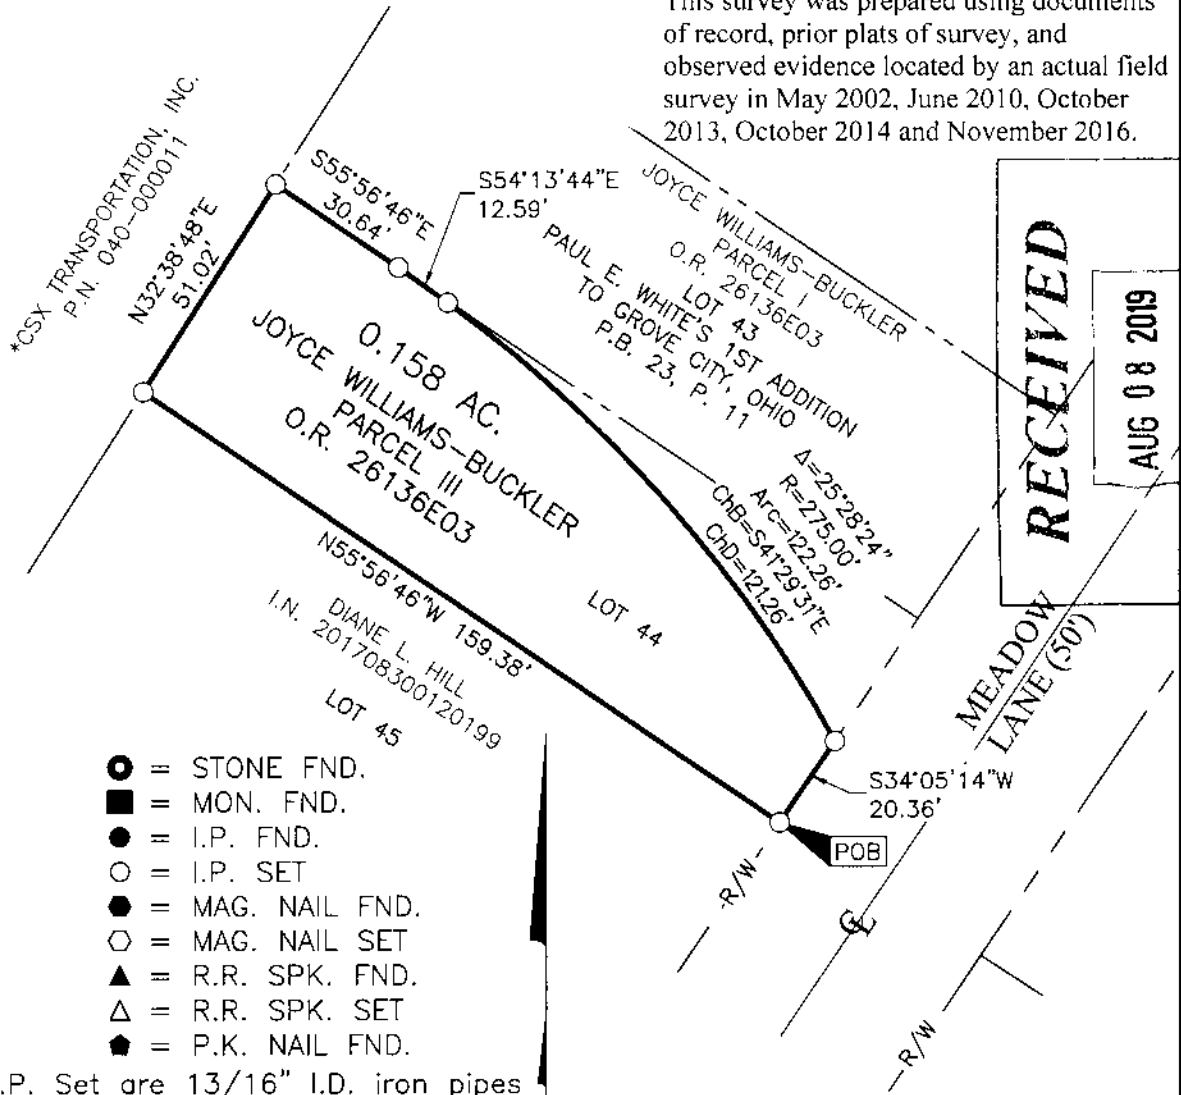 This survey was prepared using documents
of record, prior plats of survey, and
observed evidence located by an actual field
survey in May 2002, June 2010, October
2013, October 2014 and November 2016.
*CSX TRANSPORTATION, INC.
P.N. 040-000011
N32°38'48"E
51.02'
S55°56'46"E
30.64'
S54°13'44"E
12.59'
JOYCE WILLIAMS-BUCKLER
PARCEL I
O.R. 26136E03
LOT 43
PAUL E. WHITE'S 1ST ADDITION
TO GROVE CITY, OHIO
P.B. 23, P. 11
RECEIVED
AUG 08 2019
0.158 AC.
JOYCE WILLIAMS-BUCKLER
PARCEL III
O.R. 26136E03
Δ=25°28'24"
R=275.00'
Arc=122.26'
ChB=S41°29'31"E
ChD=121.26'
N55°56'46"W 159.38'
LOT 44
DIANE L. HILL
I.N. 201708300120199
LOT 45
MEADOW
LANE (50')
S34°05'14"W
20.36'
POB
R/W
CL
R/W
= STONE FND.
= MON. FND.
= I.P. FND.
= I.P. SET
= MAG. NAIL FND.
= MAG. NAIL SET
= R.R. SPK. FND.
= R.R. SPK. SET
= P.K. NAIL FND.
.P. Set are 13/16" I.D. iron pipes